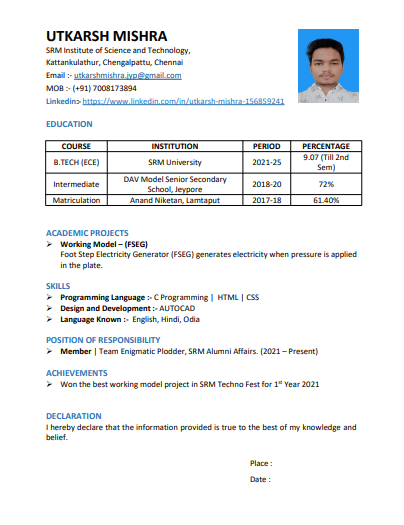 UTKARSH MISHRA
SRM Institute of Science and Technology,
Kattankulathur, Chengalpattu, Chennai
Email :- utkarshmishra.jyp@gmail.com
MOB :- (+91) 7008173894
Linkedin:- https://www.linkedin.com/in/utkarsh-mishra-156859241
EDUCATION
COURSE INSTITUTION PERIOD PERCENTAGE
B.TECH (ECE) SRM University 2021-25 9.07 (Till 2nd
Sem)
Intermediate DAV Model Senior Secondary
School, Jeypore 2018-20 72%
Matriculation Anand Niketan, Lamtaput 2017-18 61.40%
ACADEMIC PROJECTS
➢ Working Model – (FSEG)
Foot Step Electricity Generator (FSEG) generates electricity when pressure is applied
in the plate.
SKILLS
➢ Programming Language :- C Programming | HTML | CSS
➢ Design and Development :- AUTOCAD
➢ Language Known :- English, Hindi, Odia
POSITION OF RESPONSIBILITY
➢ Member | Team Enigmatic Plodder, SRM Alumni Affairs. (2021 – Present)
ACHIEVEMENTS
➢ Won the best working model project in SRM Techno Fest for 1st Year 2021
DECLARATION
I hereby declare that the information provided is true to the best of my knowledge and
belief.
Place :
Date :